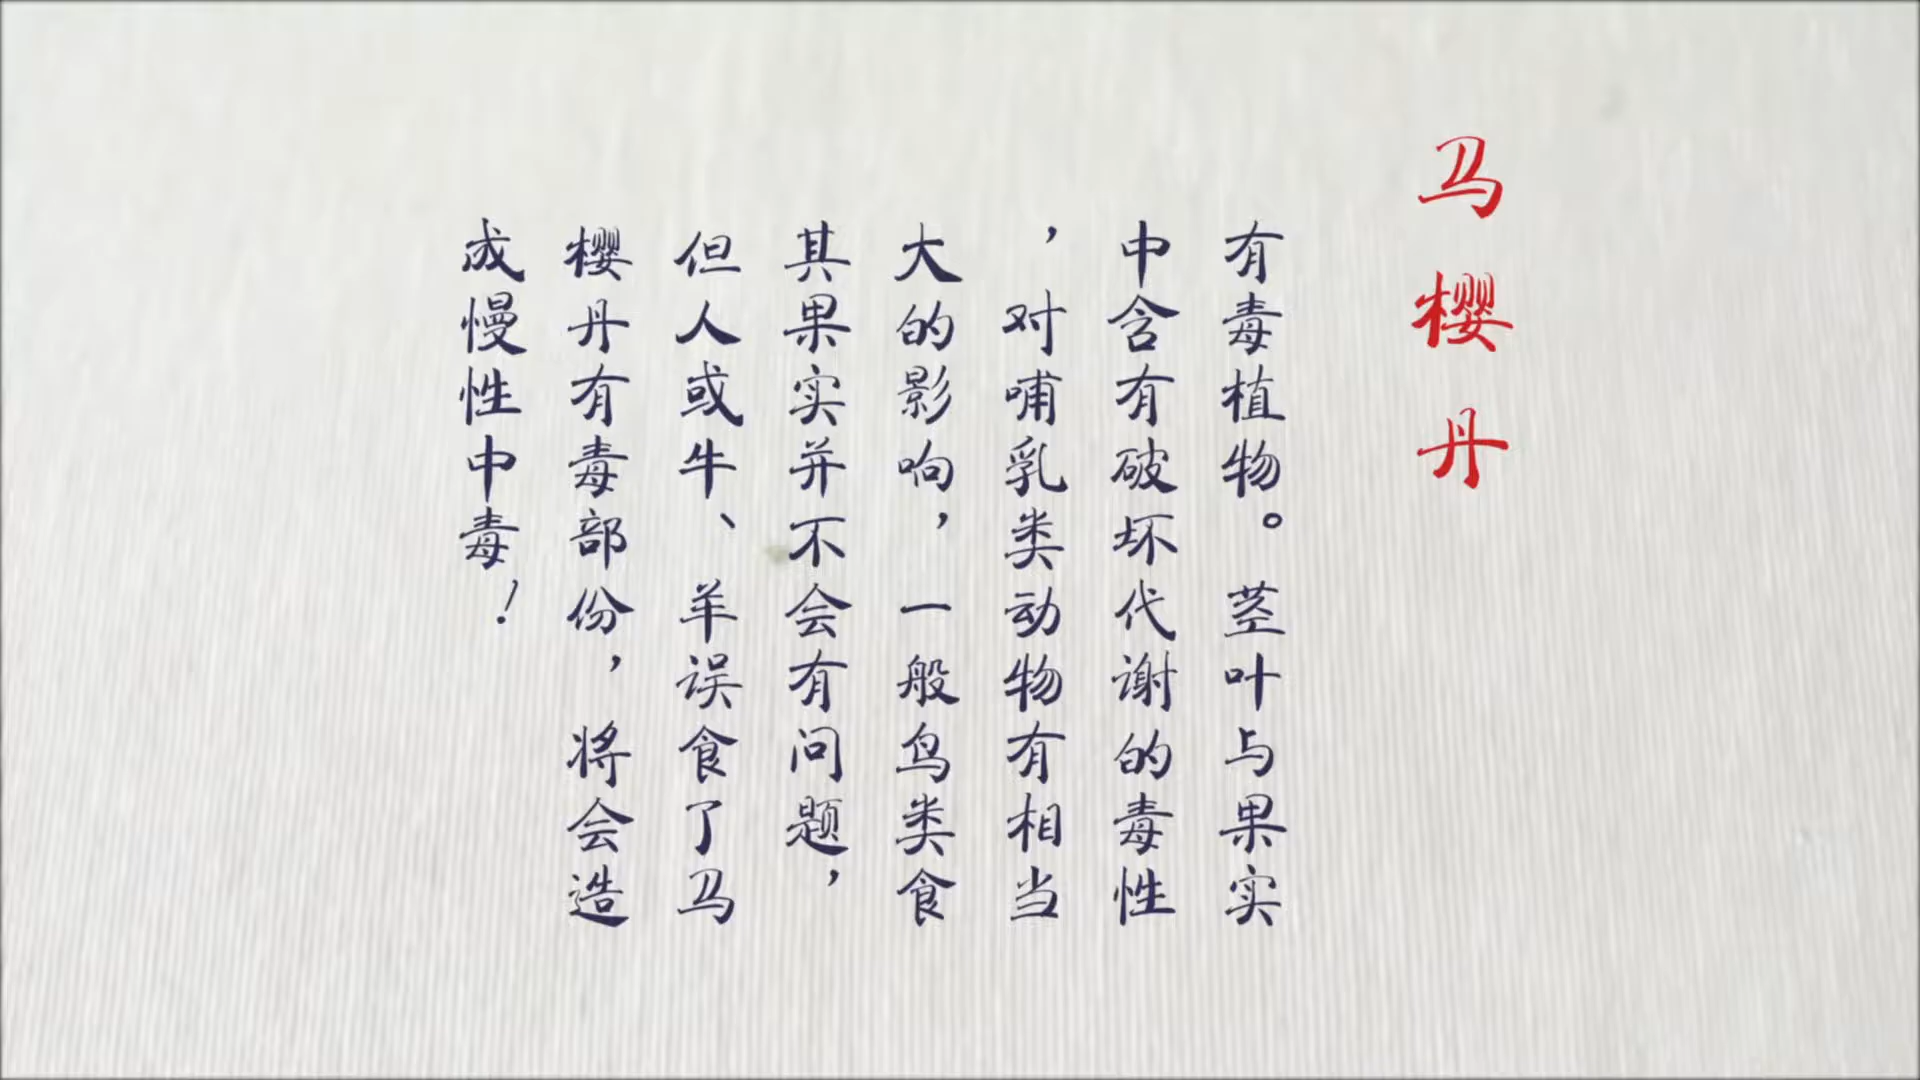 马樱丹
有毒植物。茎叶与果实
中含有破坏代谢的毒性
，对哺乳类动物有相当
大的影响，一般鸟类食
其果实并不会有问题，
但人或牛、羊误食了马
樱丹有毒部份，将会造
成慢性中毒！